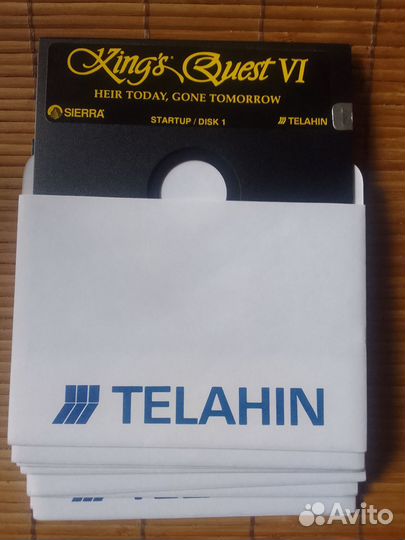 King's Quest VI
HEIR TODAY, GONE TOMORROW
SIERRA
STARTUP / DISK 1
TELAHIN
TELAHIN
Avito